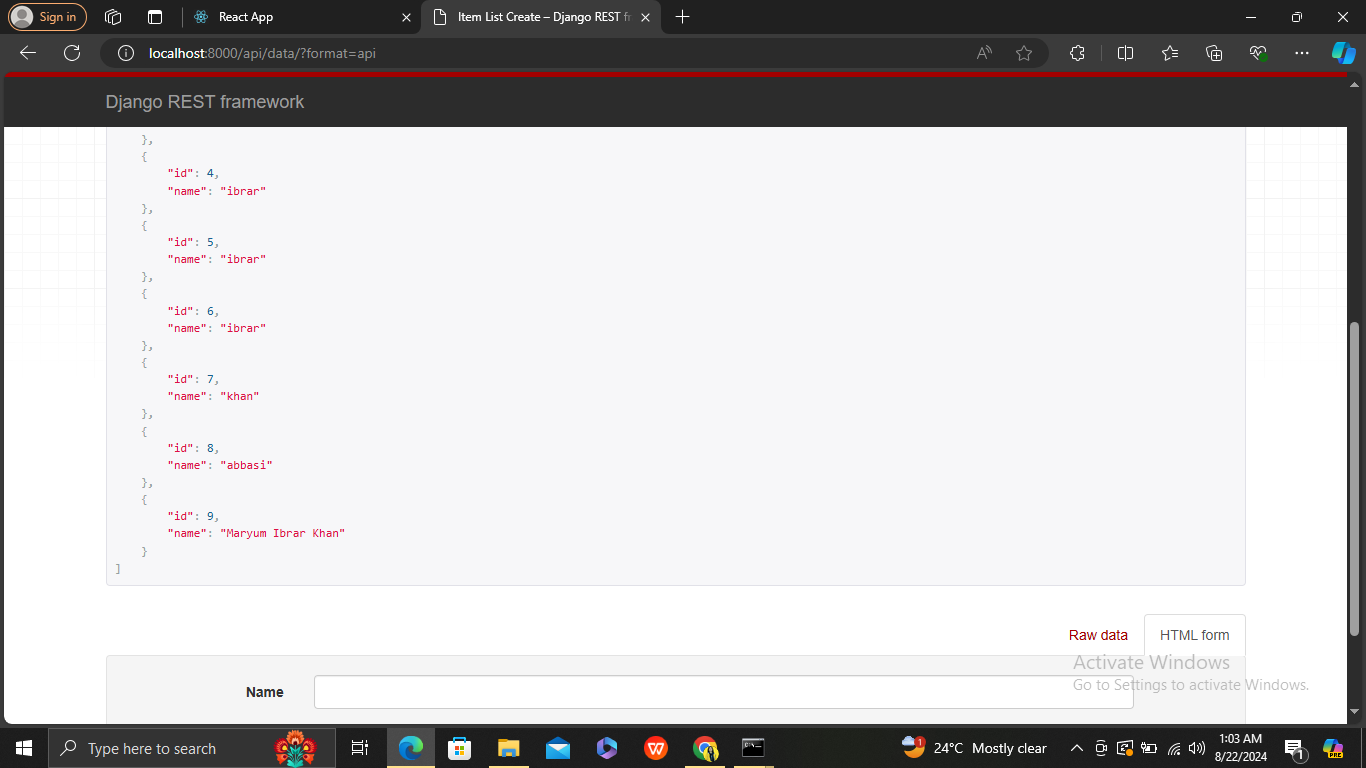 Sign in
React App
Item List Create – Django REST fr
localhost:8000/api/data/?format=api
Django REST framework
},
{
"id": 4,
"name": "ibrar"
},
{
"id": 5,
"name": "ibrar"
},
{
"id": 6,
"name": "ibrar"
},
{
"id": 7,
"name": "khan"
},
{
"id": 8,
"name": "abbasi"
},
{
"id": 9,
"name": "Maryum Ibrar Khan"
}
]
Raw data
HTML form
Name
Activate Windows
Go to Settings to activate Windows.
Type here to search
1
24°C Mostly clear
1:03 AM
8/22/2024
1
PRE